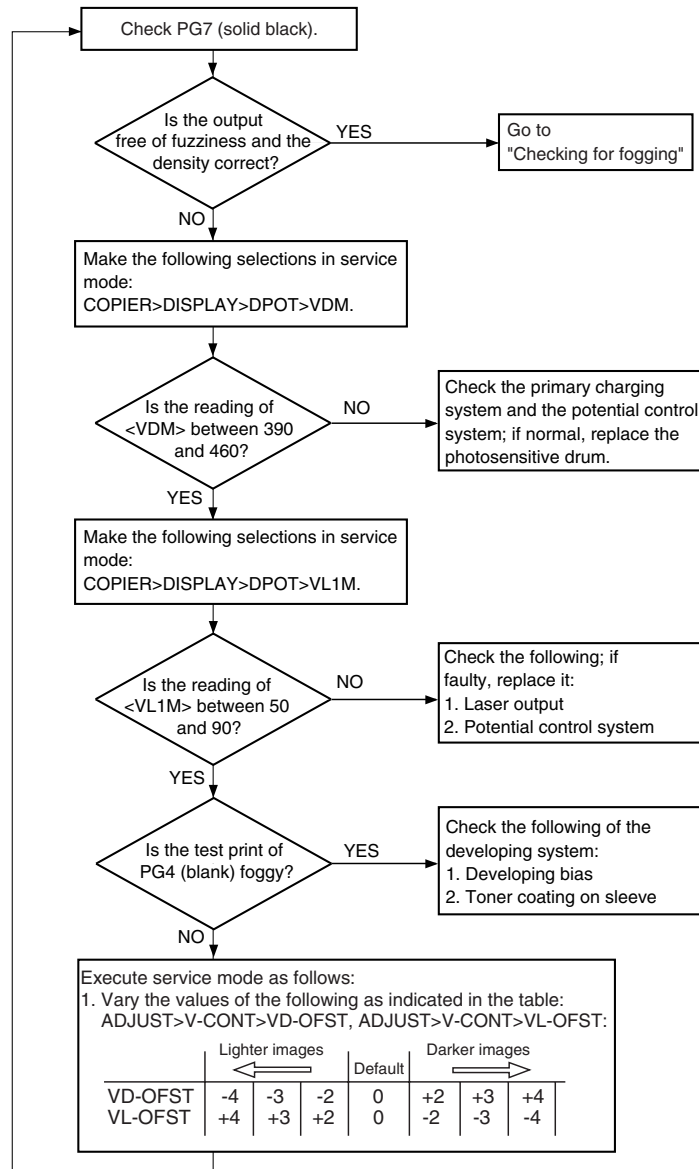 Check PG7 (solid black).
Is the output
free of fuzziness and the
density correct?
YES
Go to
"Checking for fogging"
NO
Make the following selections in service
mode:
COPIER>DISPLAY>DPOT>VDM.
Is the reading of
<VDM> between 390
and 460?
NO
Check the primary charging
system and the potential control
system; if normal, replace the
photosensitive drum.
YES
Make the following selections in service
mode:
COPIER>DISPLAY>DPOT>VL1M.
Is the reading of
<VL1M> between 50
and 90?
NO
Check the following; if
faulty, replace it:
1. Laser output
2. Potential control system
YES
Is the test print of
PG4 (blank) foggy?
YES
Check the following of the
developing system:
1. Developing bias
2. Toner coating on sleeve
NO
Execute service mode as follows:
1. Vary the values of the following as indicated in the table:
ADJUST>V-CONT>VD-OFST, ADJUST>V-CONT>VL-OFST:
Lighter images Default Darker images
VD-OFST -4 -3 -2 0 +2 +3 +4
VL-OFST +4 +3 +2 0 -2 -3 -4